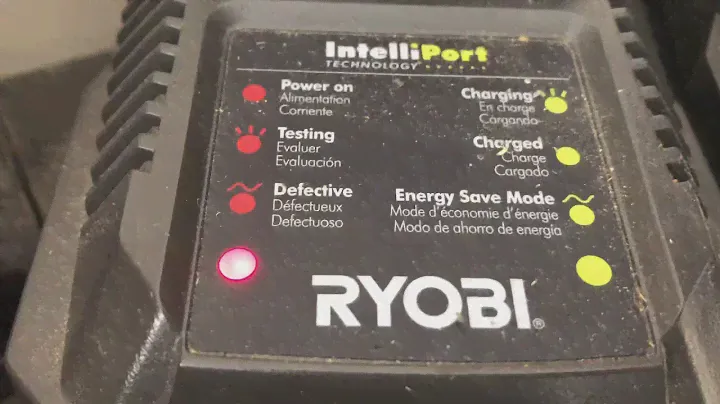 IntelliPort
TECHNOLOGY
Power on
Alimentation
Corriente
Testing
Evaluer
Evaluación
Defective
Défectueux
Defectuoso
Charging
En charge
Cargando
Charged
Charge
Cargado
Energy Save Mode
Mode d'économie d'énergie
Modo de ahorro de energía
RYOBI®